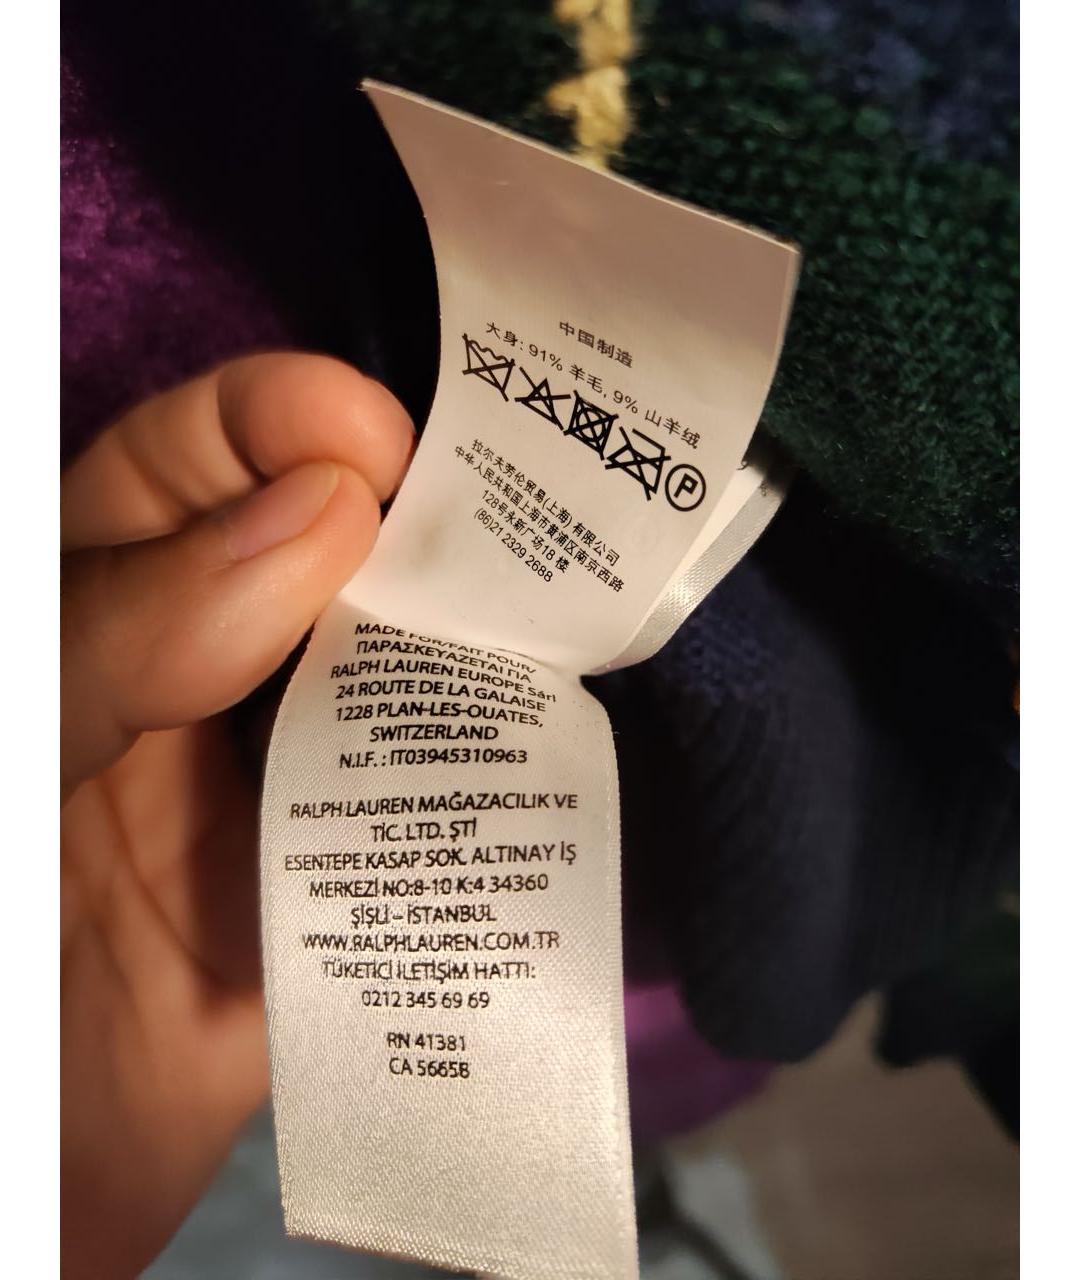 中国制造
大身: 91% 羊毛, 9% 山羊绒
P
拉尔夫劳伦贸易(上海)有限公司
中华人民共和国上海市黄浦区南京西路
128号永新广场18 楼
(86)21 2329 2688
MADE FOR/FAIT POUR/
ΠΑΡΑΣΚΕΥΑΖΕΤΑΙ ΓΙΑ
RALPH LAUREN EUROPE Sàrl
24 ROUTE DE LA GALAISE
1228 PLAN-LES-OUATES,
SWITZERLAND
N.I.F. : IT03945310963
RALPH LAUREN MAĞAZACILIK VE
TİC. LTD. ŞTİ
ESENTEPE KASAP SOK. ALTINAY İŞ
MERKEZİ NO:8-10 K:4 34360
ŞİŞLİ – İSTANBUL
WWW.RALPHLAUREN.COM.TR
TÜKETİCİ İLETİŞİM HATTI:
0212 345 69 69
RN 41381
CA 56658